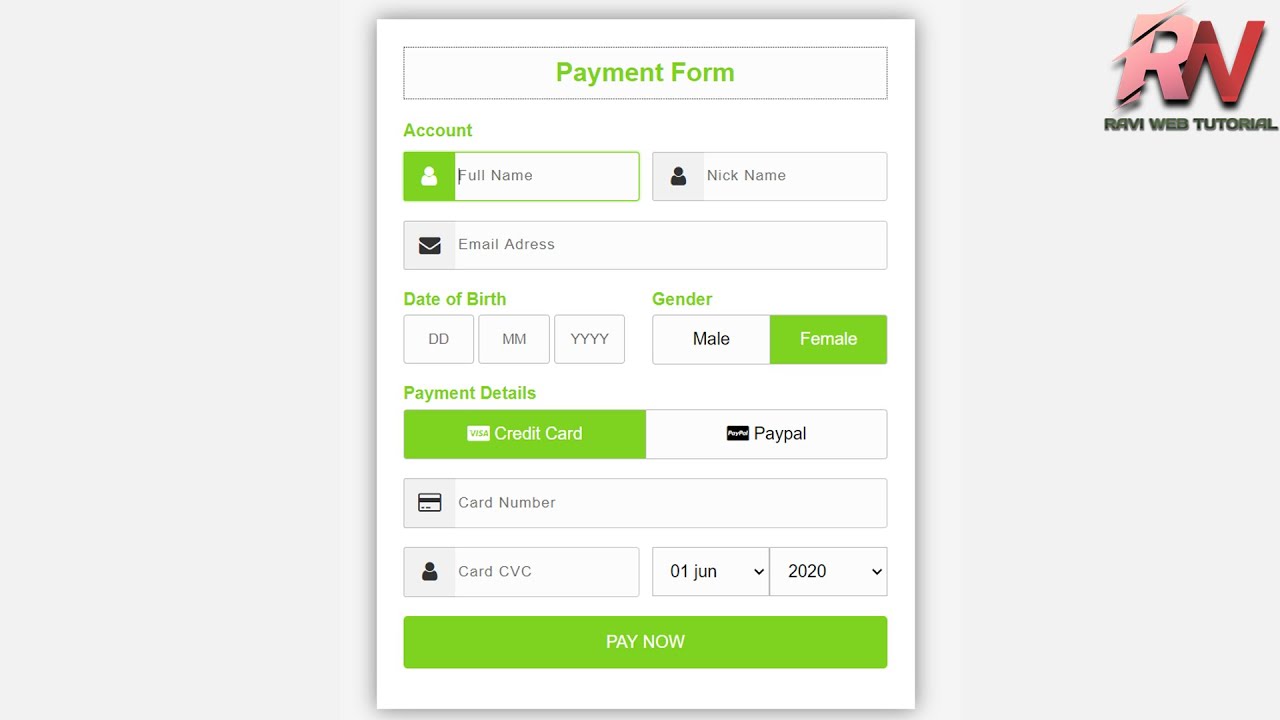 RN
RAVI WEB TUTORIAL
Payment Form
Account
Full Name
Nick Name
Email Adress
Date of Birth
Gender
DD MM YYYY
Male Female
Payment Details
VISA Credit Card
PayPal Paypal
Card Number
Card CVC
01 jun
2020
PAY NOW